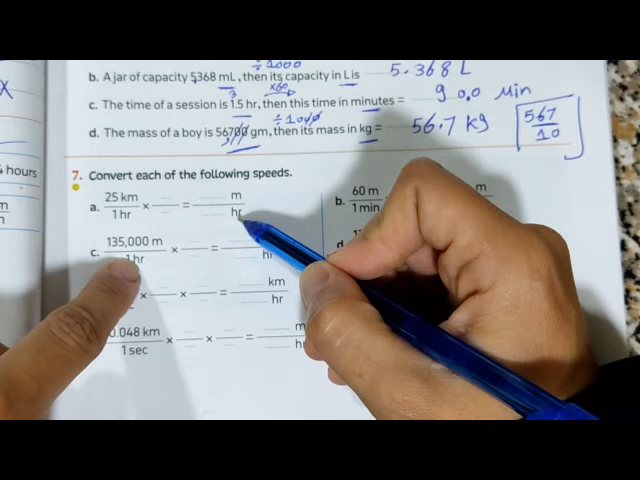 ÷1000
b. A jar of capacity 5368 mL, then its capacity in L is 5.368 L
×60
c. The time of a session is 1.5 hr, then this time in minutes = 90.0 Min
÷1000
d. The mass of a boy is 56700 gm, then its mass in kg = 56.7 kg 567/10
hours
7. Convert each of the following speeds.
a. 25 km/1 hr × = m/hr
b. 60 m/1 min m
c. 135,000 m/1 hr × = hr
d.
× × = km/hr
0.048 km/1 sec × × = m/hr